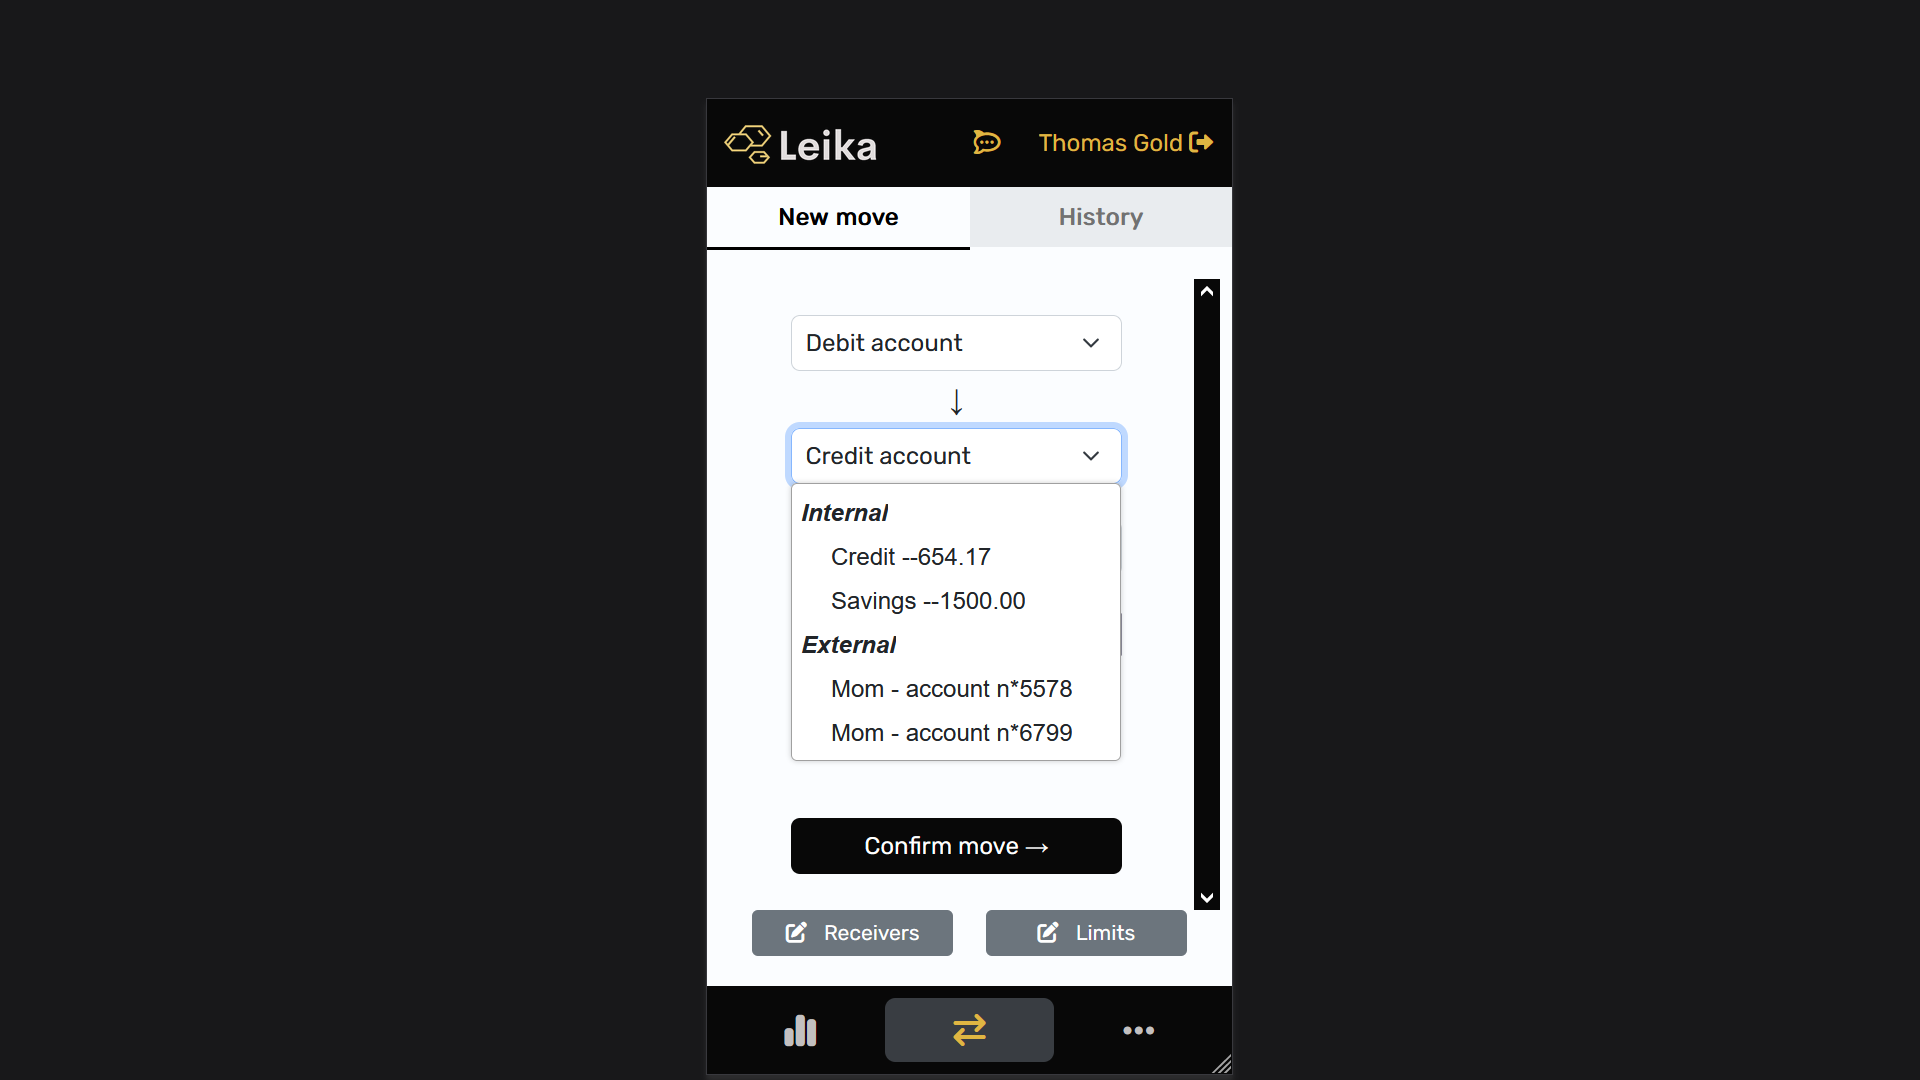 Leika
Thomas Gold
New move
History
Debit account
↓
Credit account
Internal
Credit --654.17
Savings --1500.00
External
Mom - account n*5578
Mom - account n*6799
Confirm move →
Receivers
Limits